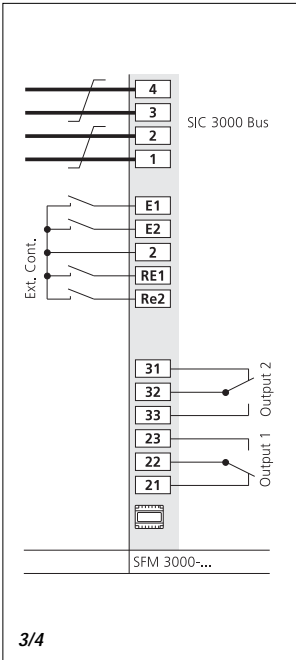 4
3
2
1
SIC 3000 Bus
E1
E2
2
RE1
Re2
Ext. Cont.
31
32
33
Output 2
23
22
21
Output 1
SFM 3000-...
3/4